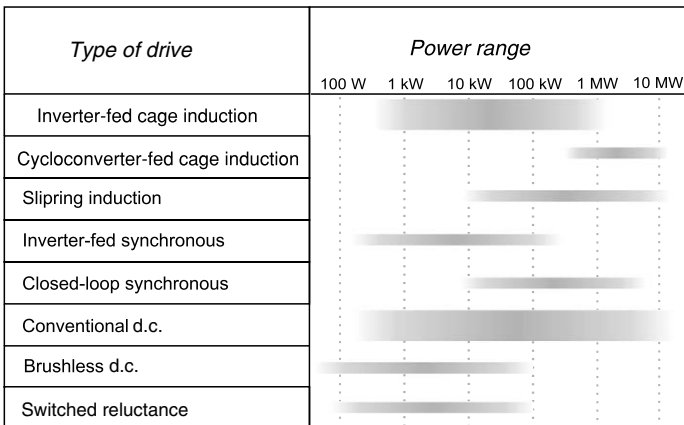 Type of drive
Power range
100 W 1 kW 10 kW 100 kW 1 MW 10 MW
Inverter-fed cage induction
Cycloconverter-fed cage induction
Slipring induction
Inverter-fed synchronous
Closed-loop synchronous
Conventional d.c.
Brushless d.c.
Switched reluctance